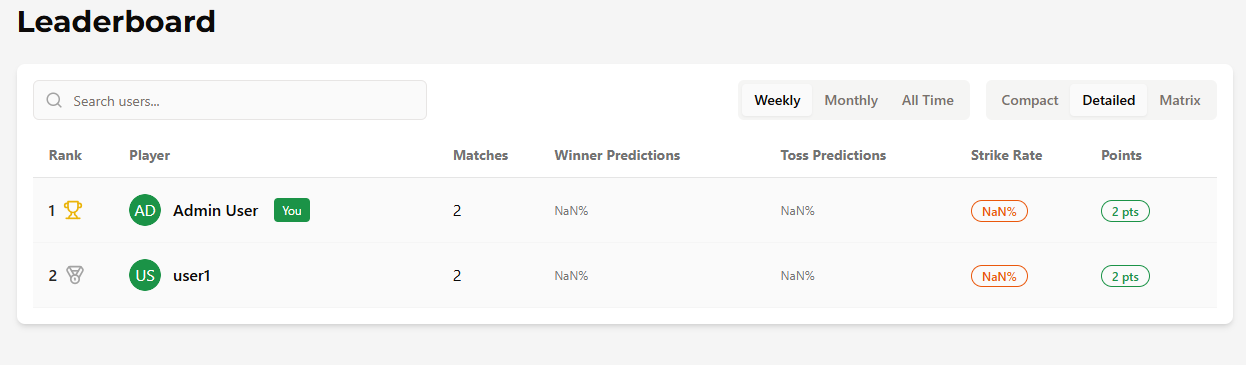 Leaderboard
Search users...
Weekly Monthly All Time Compact Detailed Matrix
Rank Player Matches Winner Predictions Toss Predictions Strike Rate Points
1 AD Admin User You 2 NaN% NaN% NaN% 2 pts
2 US user1 2 NaN% NaN% NaN% 2 pts